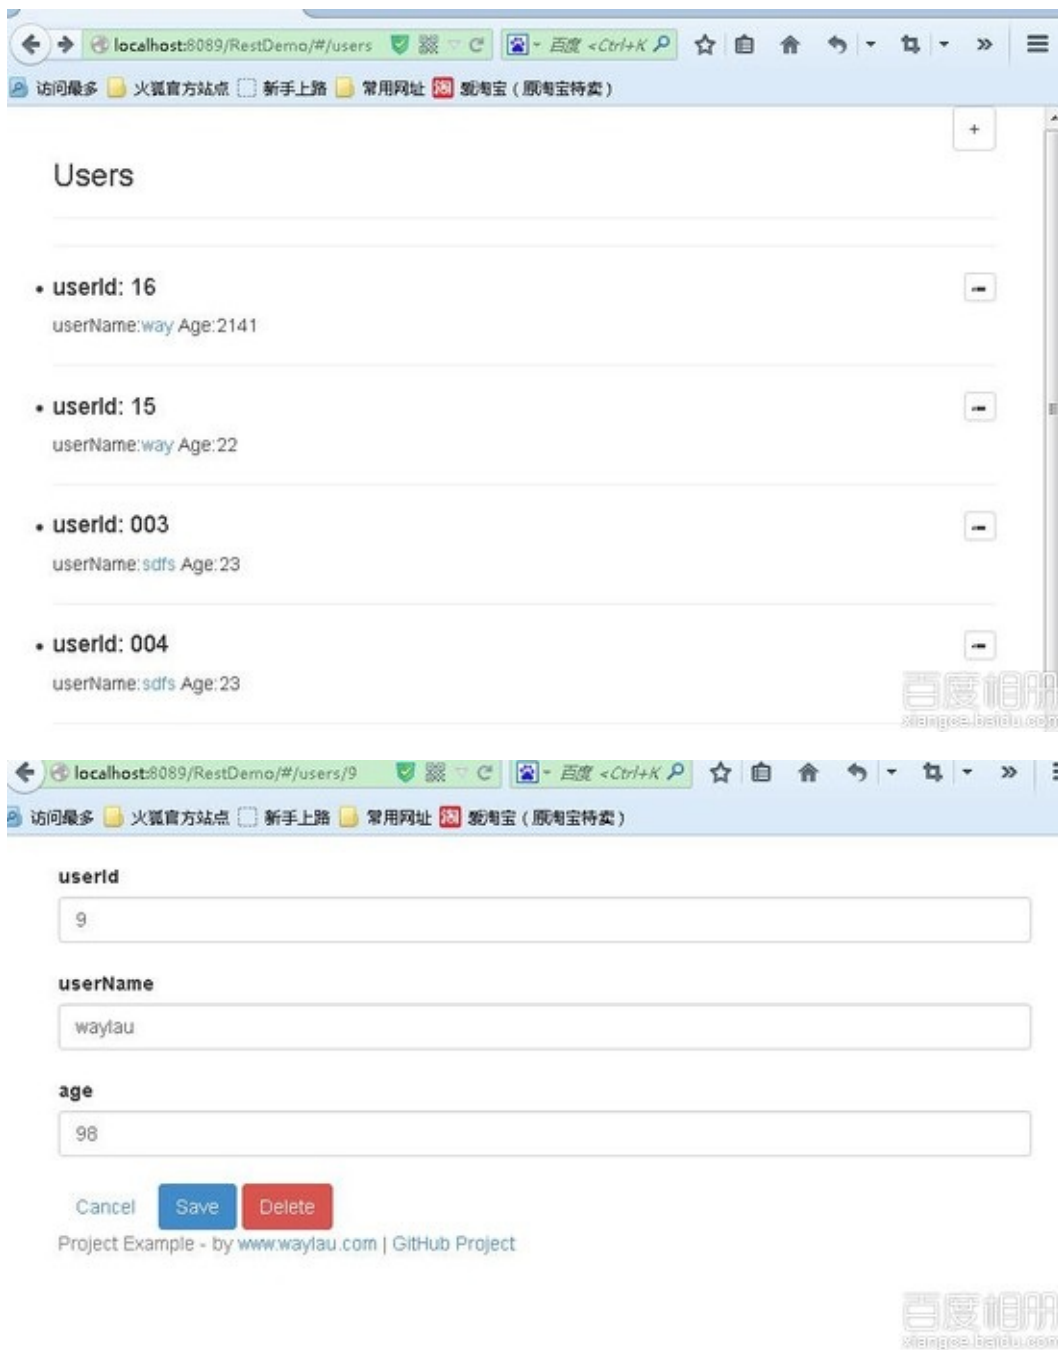 localhost:8089/RestDemo/#/users 百度 <Ctrl+K
访问最多 火狐官方站点 新手上路 常用网址 淘 爱淘宝（原淘宝特卖）
+
Users
userId: 16
userName:way Age:2141
userId: 15
userName:way Age:22
userId: 003
userName:sdfs Age:23
userId: 004
userName:sdfs Age:23
百度相册
xiangce.baidu.com
localhost:8089/RestDemo/#/users/9 百度 <Ctrl+K
访问最多 火狐官方站点 新手上路 常用网址 淘 爱淘宝（原淘宝特卖）
userId
9
userName
waylau
age
98
Cancel Save Delete
Project Example - by www.waylau.com | GitHub Project
百度相册
xiangce.baidu.com